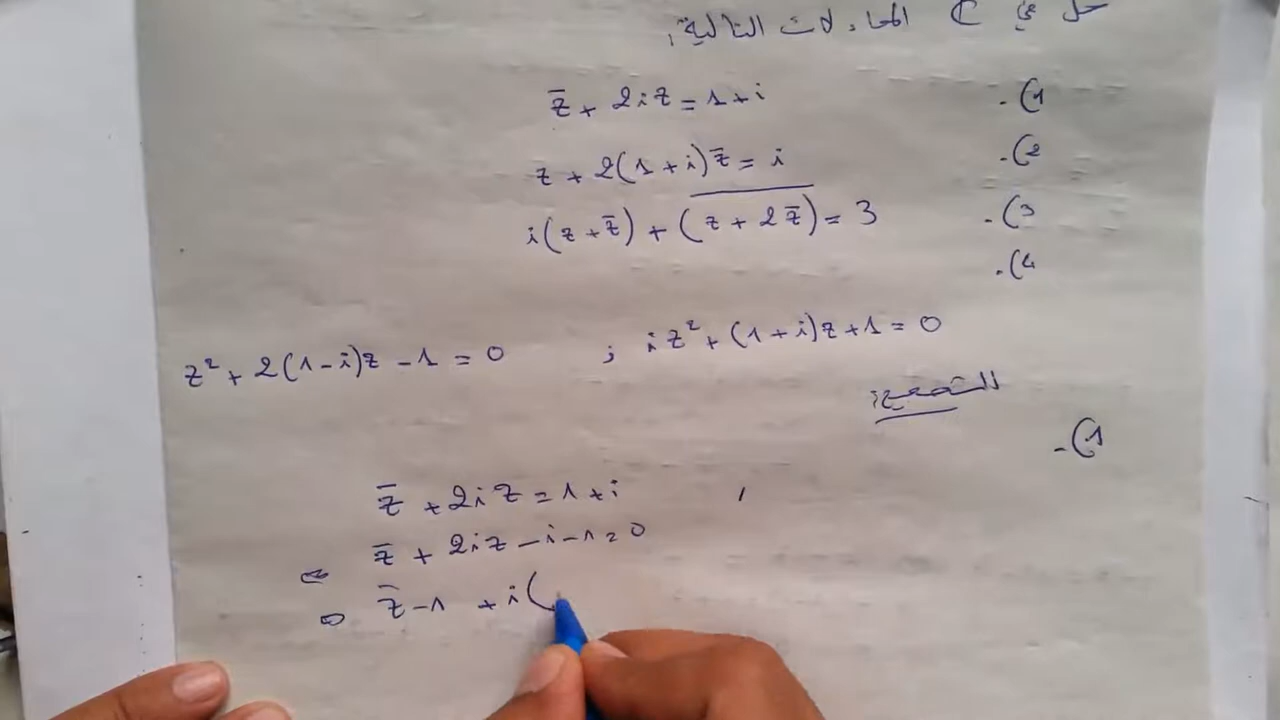 حل في C المعادلات التالية:
1)- z̄ + 2iz = 1+i
2)- z + 2(1+i)z̄ = i
3)- i(z+z̄) + \overline{(z + 2z̄)} = 3
4)-
iz² + (1+i)z + 1 = 0 ; z² + 2(1-i)z - 1 = 0
التصحيح:
1)-
z̄ + 2iz = 1+i ,
⇔ z̄ + 2iz - i - 1 = 0
⇔ z̄ - 1 + i(